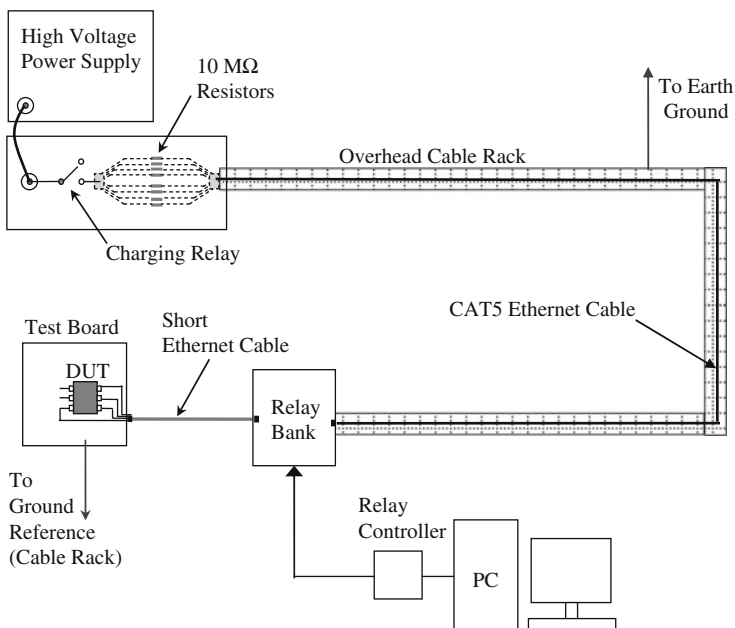 High Voltage
Power Supply
10 MΩ
Resistors
To Earth
Ground
Overhead Cable Rack
Charging Relay
CAT5 Ethernet Cable
Test Board
Short
Ethernet Cable
DUT
Relay
Bank
To
Ground
Reference
(Cable Rack)
Relay
Controller
PC